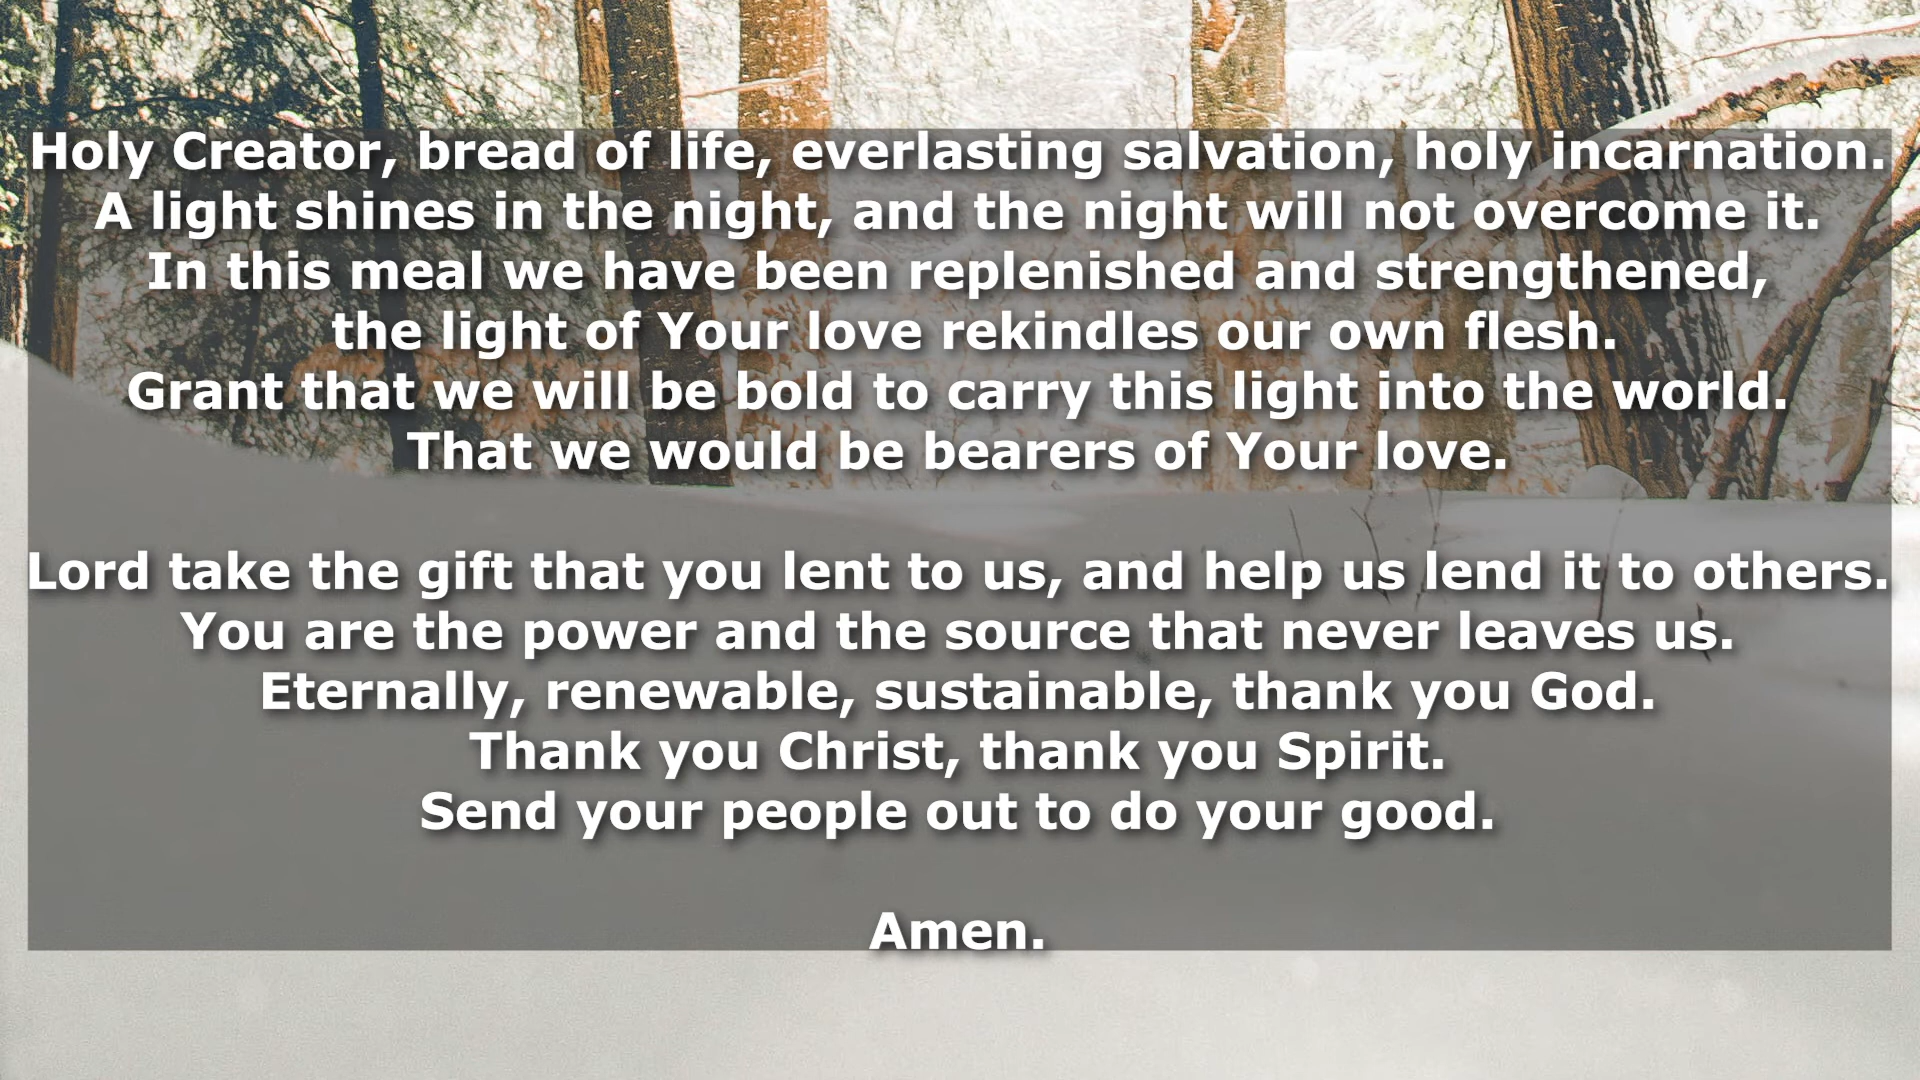 Holy Creator, bread of life, everlasting salvation, holy incarnation.
A light shines in the night, and the night will not overcome it.
In this meal we have been replenished and strengthened,
the light of Your love rekindles our own flesh.
Grant that we will be bold to carry this light into the world.
That we would be bearers of Your love.
Lord take the gift that you lent to us, and help us lend it to others.
You are the power and the source that never leaves us.
Eternally, renewable, sustainable, thank you God.
Thank you Christ, thank you Spirit.
Send your people out to do your good.
Amen.